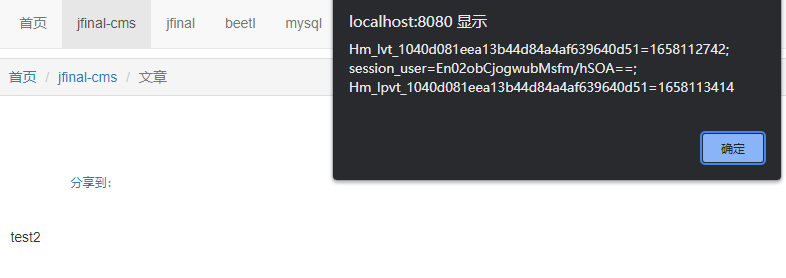 首页 jfinal-cms jfinal beetl mysql
localhost:8080 显示
Hm_lvt_1040d081eea13b44d84a4af639640d51=1658112742;
session_user=En02obCjogwubMsfm/hSOA==;
Hm_lpvt_1040d081eea13b44d84a4af639640d51=1658113414
确定
首页 / jfinal-cms / 文章
分享到:
test2